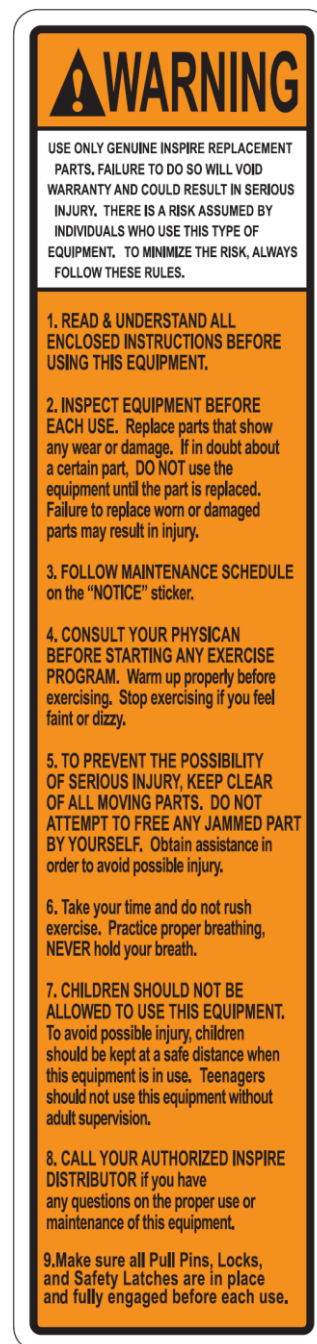 WARNING
USE ONLY GENUINE INSPIRE REPLACEMENT
PARTS. FAILURE TO DO SO WILL VOID
WARRANTY AND COULD RESULT IN SERIOUS
INJURY. THERE IS A RISK ASSUMED BY
INDIVIDUALS WHO USE THIS TYPE OF
EQUIPMENT. TO MINIMIZE THE RISK, ALWAYS
FOLLOW THESE RULES.
1. READ & UNDERSTAND ALL
ENCLOSED INSTRUCTIONS BEFORE
USING THIS EQUIPMENT.
2. INSPECT EQUIPMENT BEFORE
EACH USE. Replace parts that show
any wear or damage. If in doubt about
a certain part, DO NOT use the
equipment until the part is replaced.
Failure to replace worn or damaged
parts may result in injury.
3. FOLLOW MAINTENANCE SCHEDULE
on the “NOTICE” sticker.
4. CONSULT YOUR PHYSICAN
BEFORE STARTING ANY EXERCISE
PROGRAM. Warm up properly before
exercising. Stop exercising if you feel
faint or dizzy.
5. TO PREVENT THE POSSIBILITY
OF SERIOUS INJURY, KEEP CLEAR
OF ALL MOVING PARTS. DO NOT
ATTEMPT TO FREE ANY JAMMED PART
BY YOURSELF. Obtain assistance in
order to avoid possible injury.
6. Take your time and do not rush
exercise. Practice proper breathing,
NEVER hold your breath.
7. CHILDREN SHOULD NOT BE
ALLOWED TO USE THIS EQUIPMENT.
To avoid possible injury, children
should be kept at a safe distance when
this equipment is in use. Teenagers
should not use this equipment without
adult supervision.
8. CALL YOUR AUTHORIZED INSPIRE
DISTRIBUTOR if you have
any questions on the proper use or
maintenance of this equipment.
9.Make sure all Pull Pins, Locks,
and Safety Latches are in place
and fully engaged before each use.